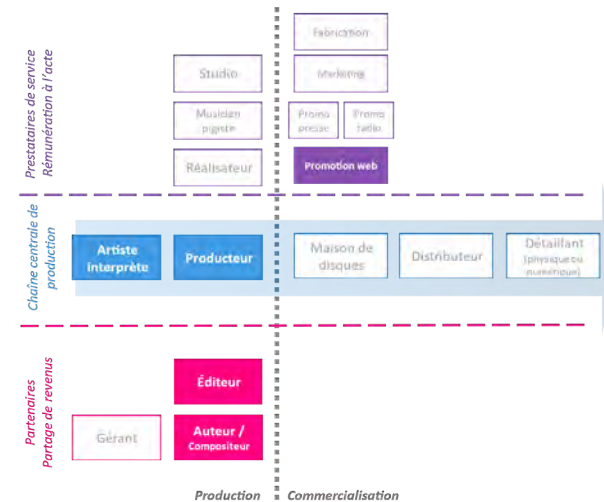 Prestataires de service
Rémunération à l'acte
Fabrication
Studio
Marketing
Musicien
pigiste
Promo
presse
Promo
radio
Réalisateur
Promotion web
Chaîne centrale de
production
Artiste
interprète
Producteur
Maison de
disques
Distributeur
Détaillant
(physique ou
numérique)
Partenaires
Partage de revenus
Éditeur
Gérant
Auteur /
Compositeur
Production
Commercialisation